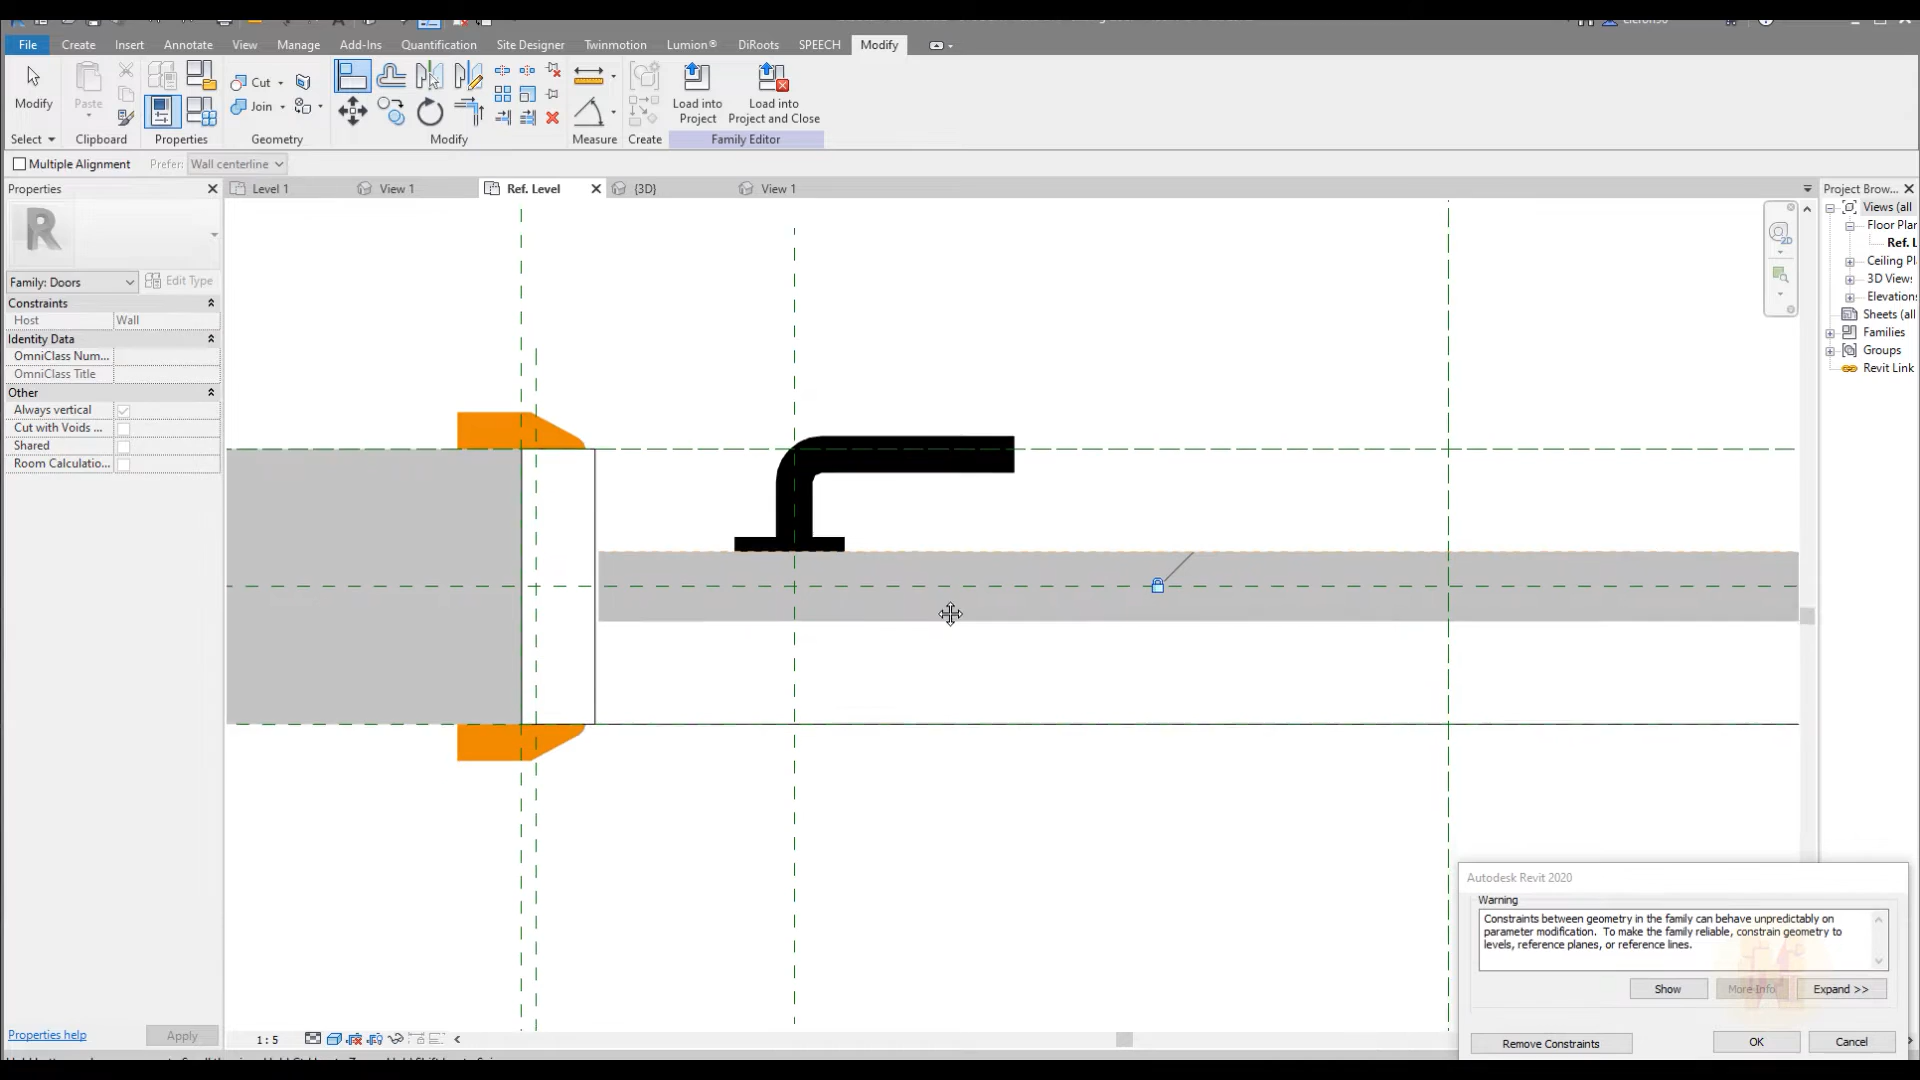 File Create Insert Annotate View Manage Add-Ins Quantification Site Designer Twinmotion Lumion® DiRoots SPEECH Modify
Modify Paste Cut Join Load into Project Load into Project and Close
Select Clipboard Properties Geometry Modify Measure Create Family Editor
Multiple Alignment Prefer: Wall centerline
Properties Level 1 View 1 Ref. Level {3D} View 1 Project Brow...
R
Views (all
Floor Plar
Ref. L
Ceiling Pl
3D View:
Elevations
Sheets (all
Families
Groups
Revit Link
Family: Doors Edit Type
Constraints
Host Wall
Identity Data
OmniClass Num...
OmniClass Title
Other
Always vertical
Cut with Voids ...
Shared
Room Calculatio...
Autodesk Revit 2020
Warning
Constraints between geometry in the family can behave unpredictably on
parameter modification. To make the family reliable, constrain geometry to
levels, reference planes, or reference lines.
Show More Info Expand >>
Remove Constraints OK Cancel
Properties help Apply
1 : 5